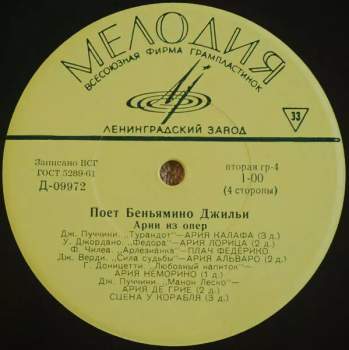 МЕЛОДИЯ
ВСЕСОЮЗНАЯ ФИРМА ГРАМПЛАСТИНОК
33
ЛЕНИНГРАДСКИЙ ЗАВОД
Записано ВСГ
ГОСТ 5289-61
Д-09972
вторая гр-4
1-00
(4 стороны)
Поет Беньямино Джильи
Арии из опер
Дж. Пуччини. „Турандот"—АРИЯ КАЛАФА (3 д.)
У. Джордано. „Федора"—АРИЯ ЛОРИЦА (2 д.)
Ф. Чилеа. „Арлезианка"— ПЛАЧ ФЕДЕРИКО
Дж. Верди. „Сила судьбы"—АРИЯ АЛЬВАРО (2 д.)
Г. Доницетти. „Любовный напиток"—
АРИЯ НЕМОРИНО (1 д.)
Дж. Пуччини. „Манон Леско"—
АРИЯ ДЕ ГРИЕ (2 д.)
СЦЕНА У КОРАБЛЯ (3 д.)